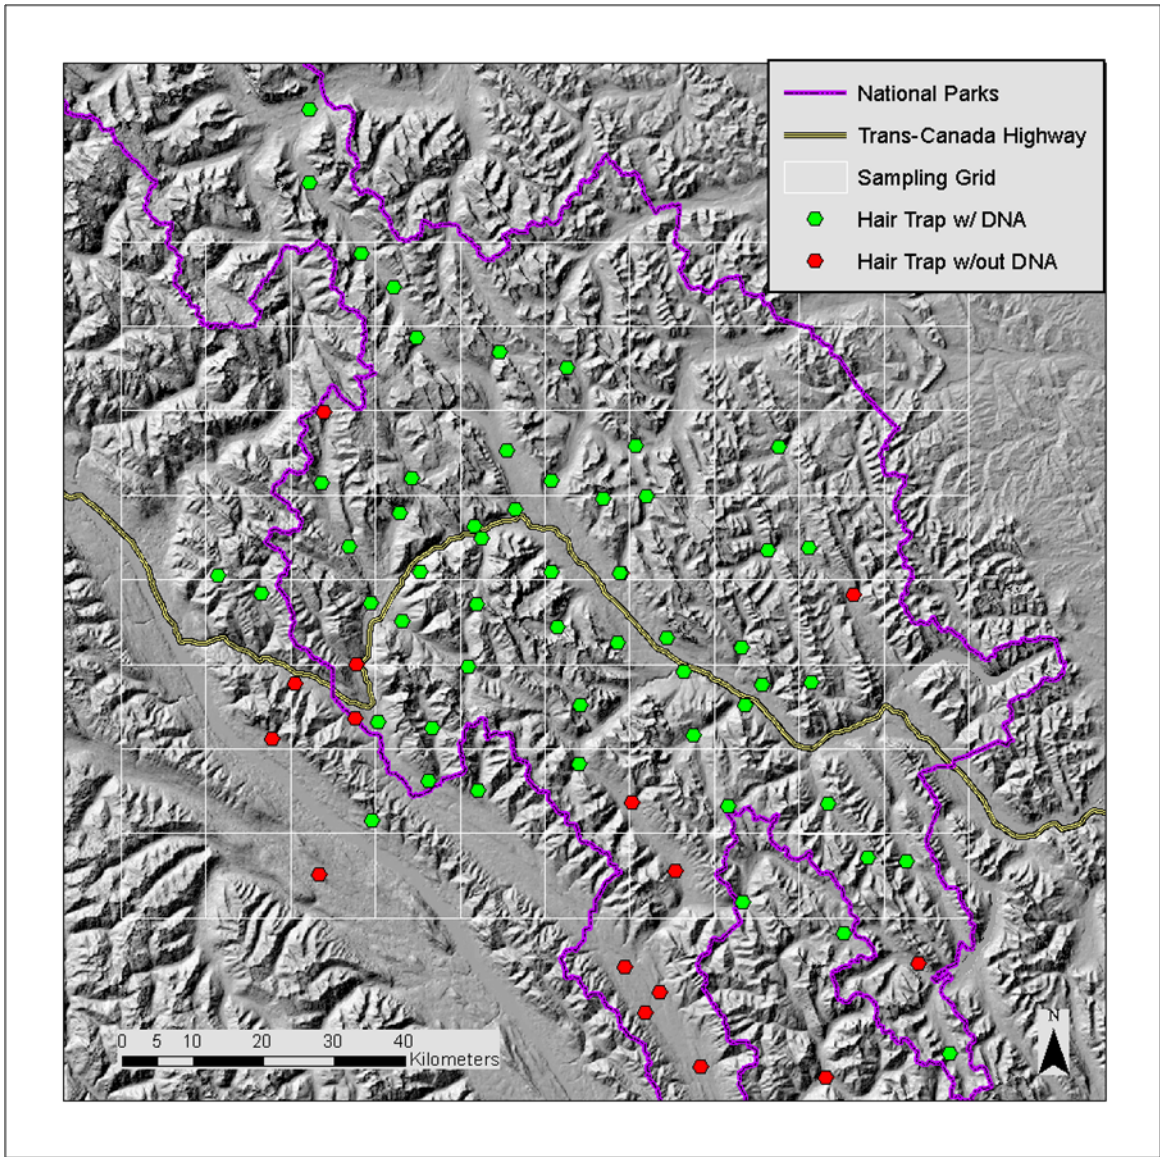 National Parks
Trans-Canada Highway
Sampling Grid
Hair Trap w/ DNA
Hair Trap w/out DNA
N
0 5 10 20 30 40
Kilometers